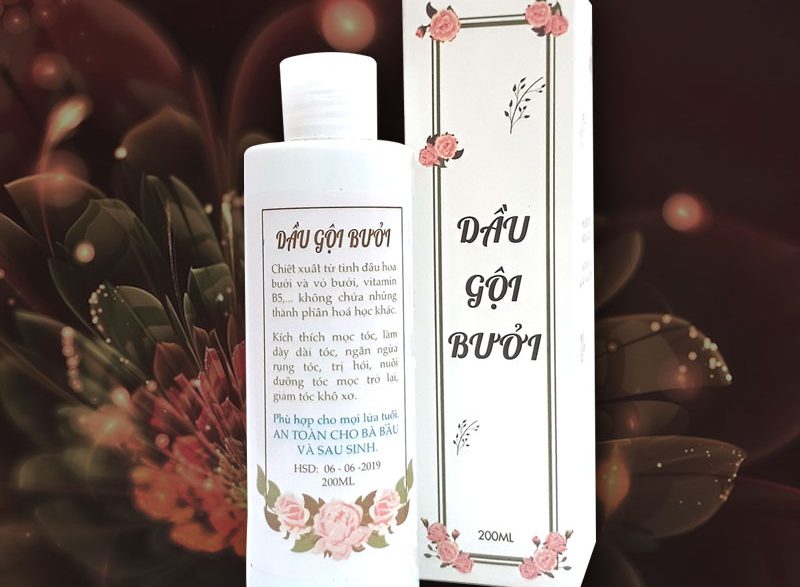 DẦU GỘI BƯỞI
Chiết xuất từ tinh dầu hoa
bưởi và vỏ bưởi, vitamin
B5,... không chứa những
thành phần hoá học khác.
Kích thích mọc tóc, làm
dày dài tóc, ngăn ngừa
rụng tóc, trị hói, nuôi
dưỡng tóc mọc trở lại,
giảm tóc khô xơ.
Phù hợp cho mọi lứa tuổi.
AN TOÀN CHO BÀ BẦU
VÀ SAU SINH.
HSD: 06 - 06 -2019
200ML
DẦU
GỘI
BƯỞI
200ML